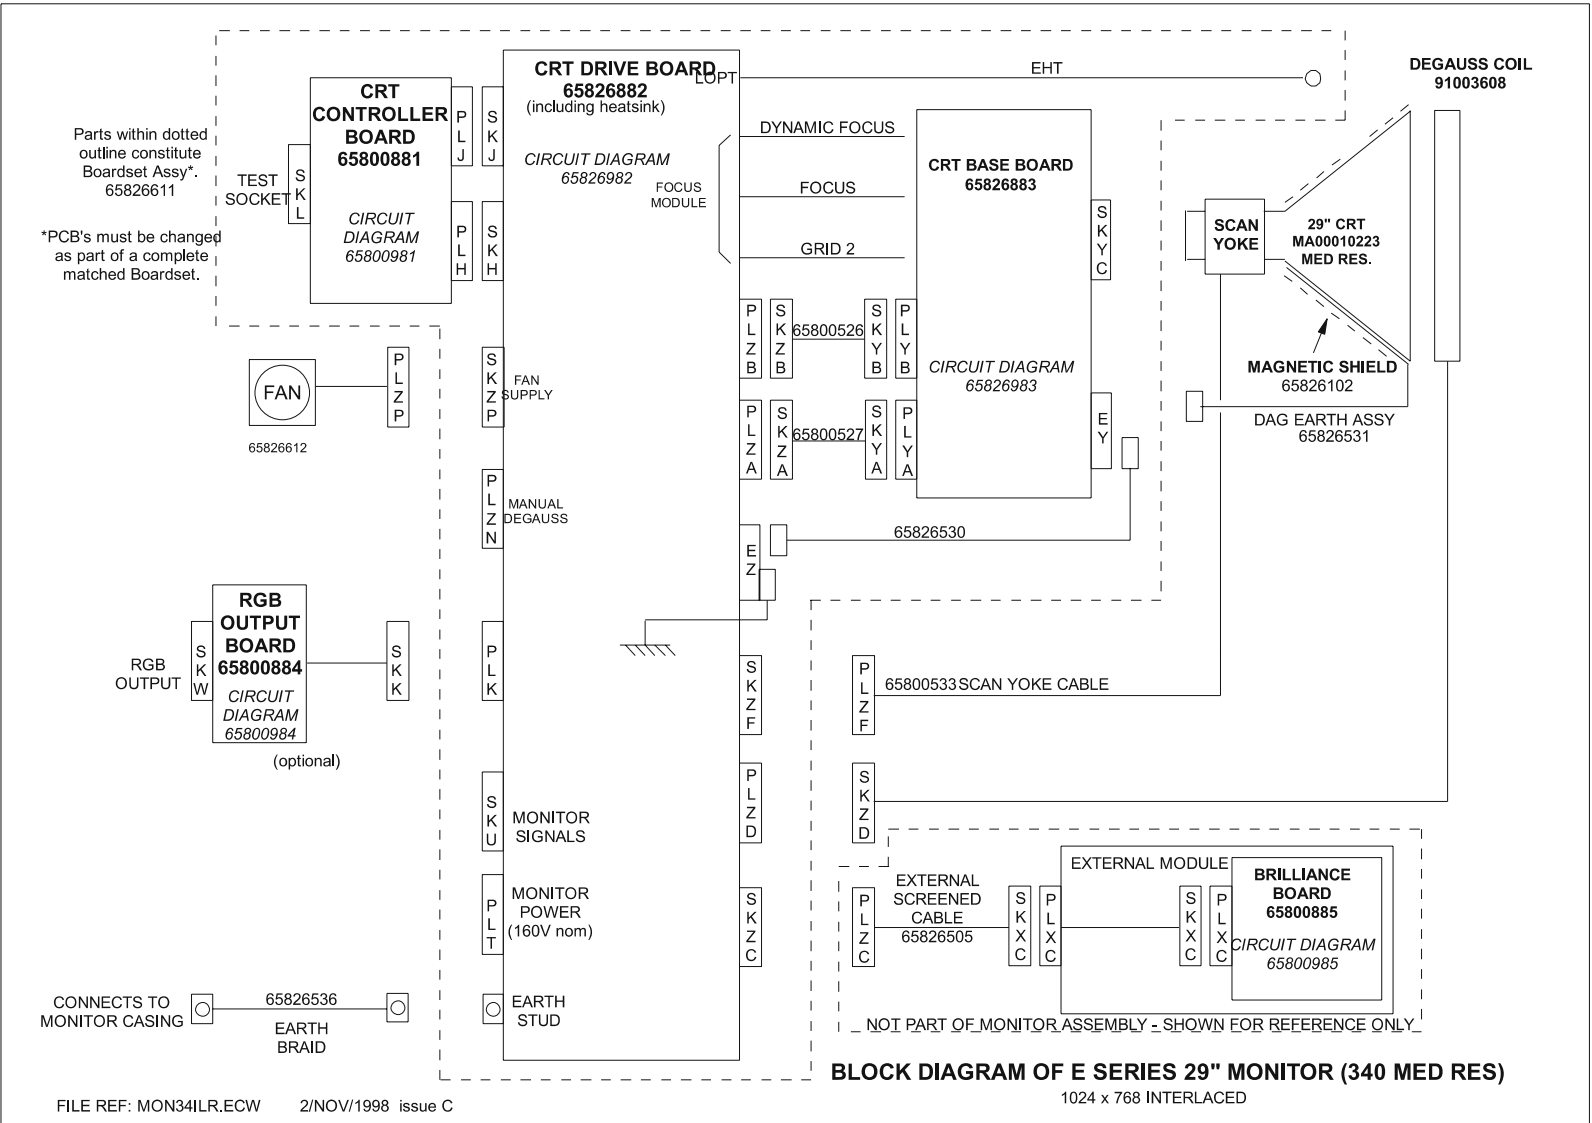 Parts within dotted
outline constitute
Boardset Assy*.
65826611
*PCB's must be changed
as part of a complete
matched Boardset.
TEST
SOCKET
SKL
CRT
CONTROLLER
BOARD
65800881
CIRCUIT
DIAGRAM
65800981
PLJ
PLH
SKJ
SKH
CRT DRIVE BOARD
65826882
(including heatsink)
CIRCUIT DIAGRAM
65826982
LOPT
EHT
FOCUS
MODULE
DYNAMIC FOCUS
FOCUS
GRID 2
CRT BASE BOARD
65826883
CIRCUIT DIAGRAM
65826983
SKYC
EY
PLZB
SKZB
65800526
SKYB
PLYB
PLZA
SKZA
65800527
SKYA
PLYA
EZ
65826530
DEGAUSS COIL
91003608
SCAN
YOKE
29" CRT
MA00010223
MED RES.
MAGNETIC SHIELD
65826102
DAG EARTH ASSY
65826531
FAN
65826612
PLZP
SKZP
FAN
SUPPLY
PLZN
MANUAL
DEGAUSS
RGB
OUTPUT
SKW
RGB
OUTPUT
BOARD
65800884
CIRCUIT
DIAGRAM
65800984
(optional)
SKK
PLK
SKZF
PLZF
65800533 SCAN YOKE CABLE
SKU
MONITOR
SIGNALS
PLZD
SKZD
PLT
MONITOR
POWER
(160V nom)
SKZC
PLZC
EXTERNAL
SCREENED
CABLE
65826505
SKXC
PLXC
EXTERNAL MODULE
SKXC
PLXC
BRILLIANCE
BOARD
65800885
CIRCUIT DIAGRAM
65800985
NOT PART OF MONITOR ASSEMBLY - SHOWN FOR REFERENCE ONLY
CONNECTS TO
MONITOR CASING
65826536
EARTH
BRAID
EARTH
STUD
BLOCK DIAGRAM OF E SERIES 29" MONITOR (340 MED RES)
1024 x 768 INTERLACED
FILE REF: MON34ILR.ECW 2/NOV/1998 issue C